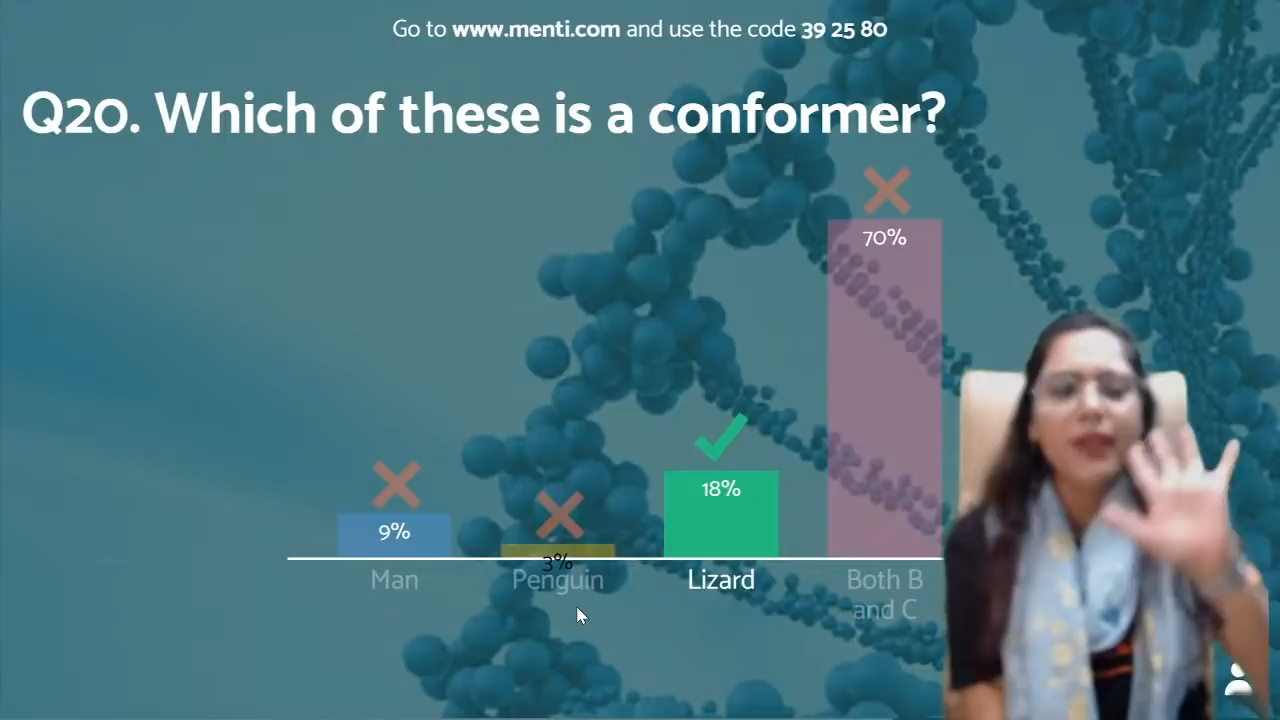 Go to www.menti.com and use the code 39 25 80
Q20. Which of these is a conformer?
70%
18%
9%
3%
Man
Penguin
Lizard
Both B
and C